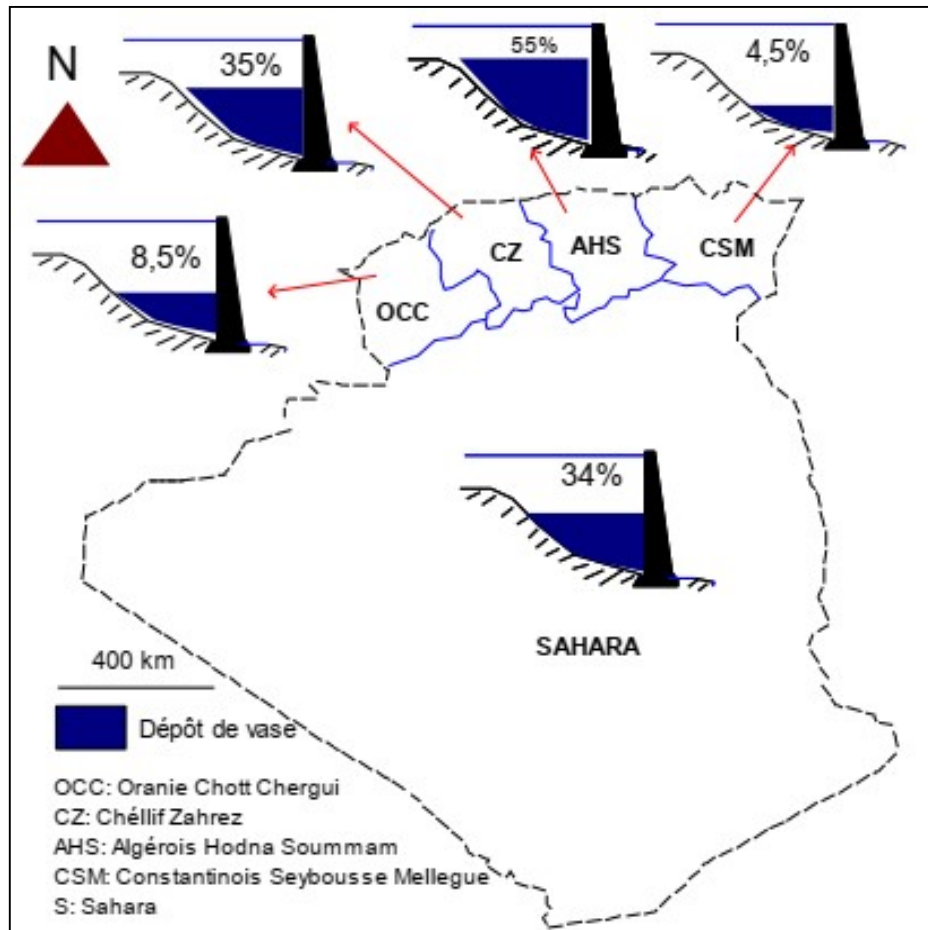 N
35%
55%
4,5%
8,5%
CZ
AHS
CSM
OCC
34%
SAHARA
400 km
Dépôt de vase
OCC: Oranie Chott Chergui
CZ: Chéllif Zahrez
AHS: Algérois Hodna Soummam
CSM: Constantinois Seybousse Mellegue
S: Sahara